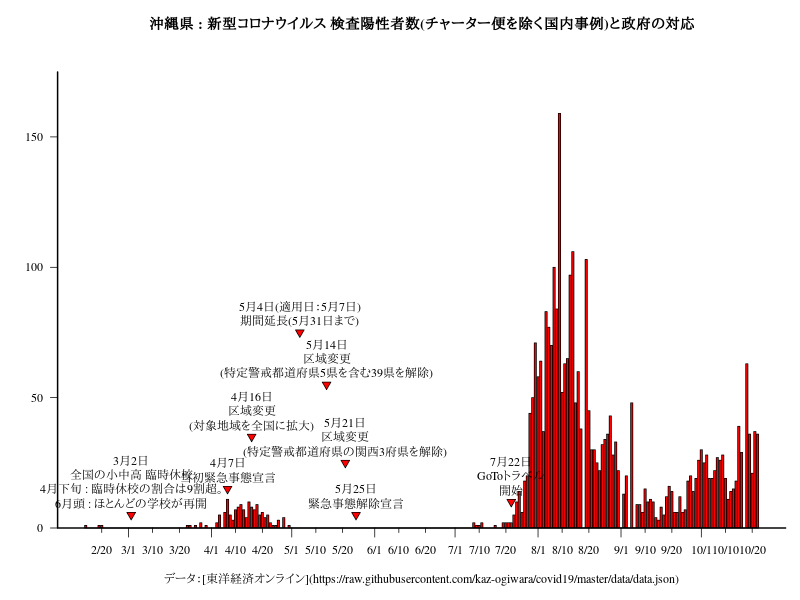 沖縄県 : 新型コロナウイルス 検査陽性者数(チャーター便を除く国内事例)と政府の対応
150
100
50
0
5月4日(適用日:5月7日)
期間延長(5月31日まで)
5月14日
区域変更
(特定警戒都道府県5県を含む39県を解除)
4月16日
区域変更
(対象地域を全国に拡大)
5月21日
区域変更
(特定警戒都道府県の関西3府県を解除)
3月2日
全国の小中高 臨時休校
4月下旬 : 臨時休校の割合は9割超。
6月頭 : ほとんどの学校が再開
4月7日
緊急事態宣言
5月25日
緊急事態解除宣言
7月22日
GoToトラベル
開始
2/20 3/1 3/10 3/20 4/1 4/10 4/20 5/1 5/10 5/20 6/1 6/10 6/20 7/1 7/10 7/20 8/1 8/10 8/20 9/1 9/10 9/20 10/1 10/10 10/20
データ:[東洋経済オンライン](https://raw.githubusercontent.com/kaz-ogiwara/covid19/master/data/data.json)